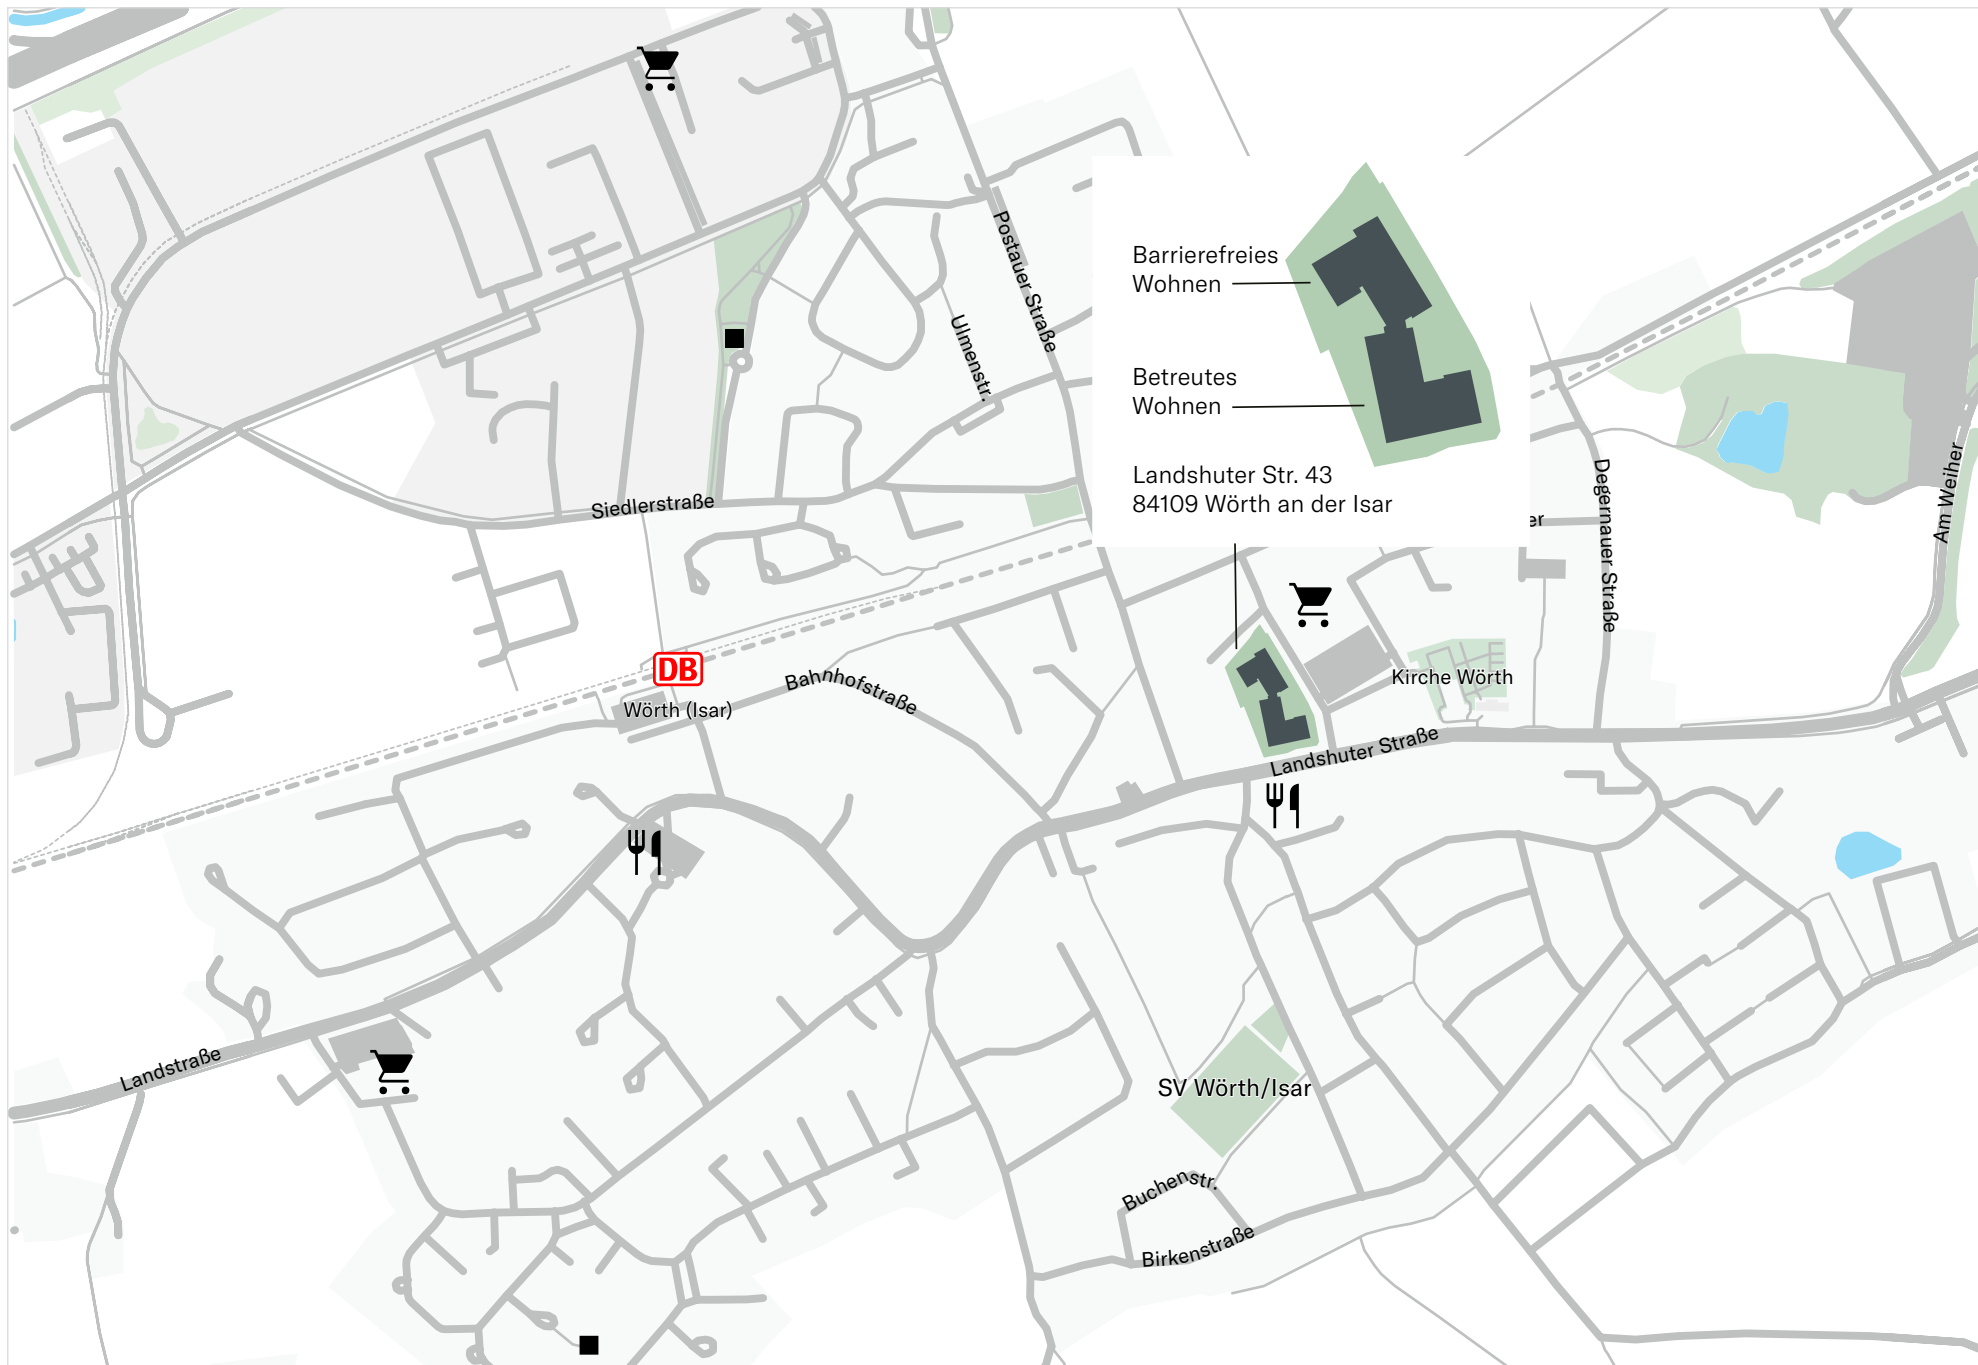 Postauer Straße
Barrierefreies
Wohnen
Ulmenstr.
Betreutes
Wohnen
Landshuter Str. 43
84109 Wörth an der Isar
Siedlerstraße
er
Degernauer Straße
Am Weiher
DB
Wörth (Isar)
Bahnhofstraße
Kirche Wörth
Landshuter Straße
Landstraße
SV Wörth/Isar
Buchenstr.
Birkenstraße